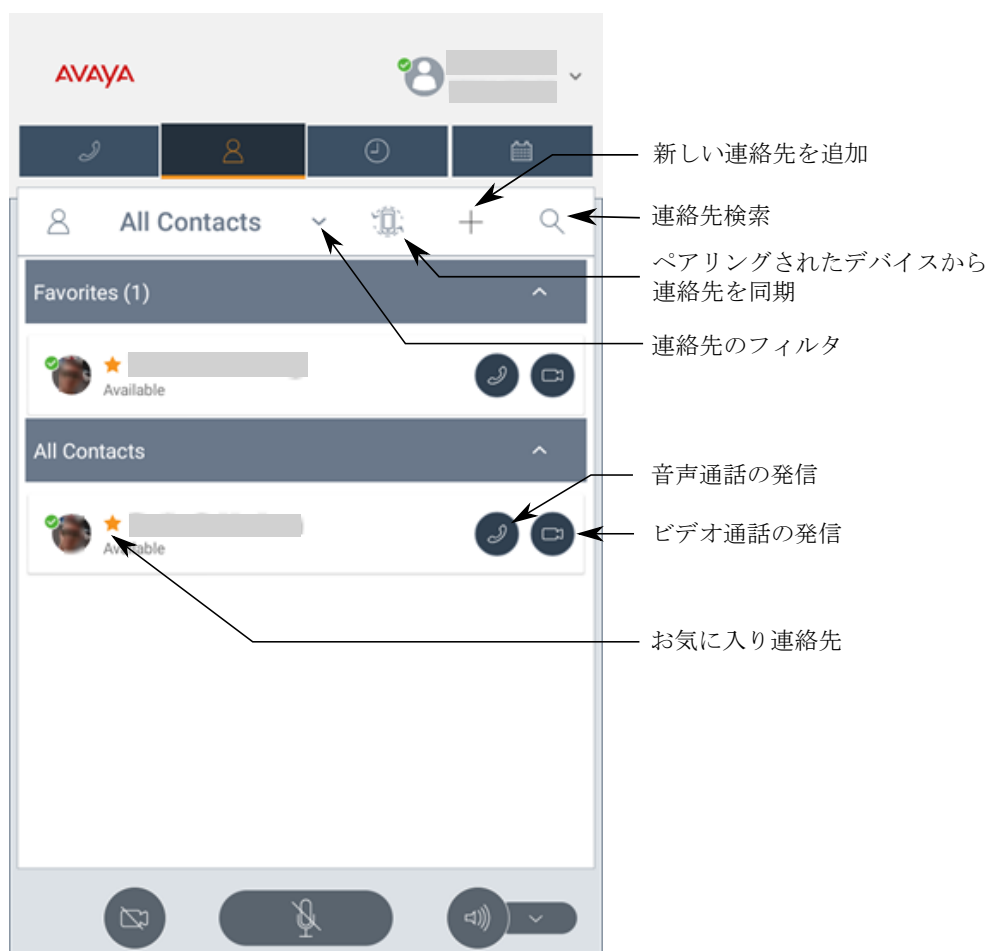 AVAYA
新しい連絡先を追加
All Contacts
連絡先検索
ペアリングされたデバイスから
連絡先を同期
Favorites (1)
連絡先のフィルタ
Available
All Contacts
音声通話の発信
ビデオ通話の発信
Available
お気に入り連絡先